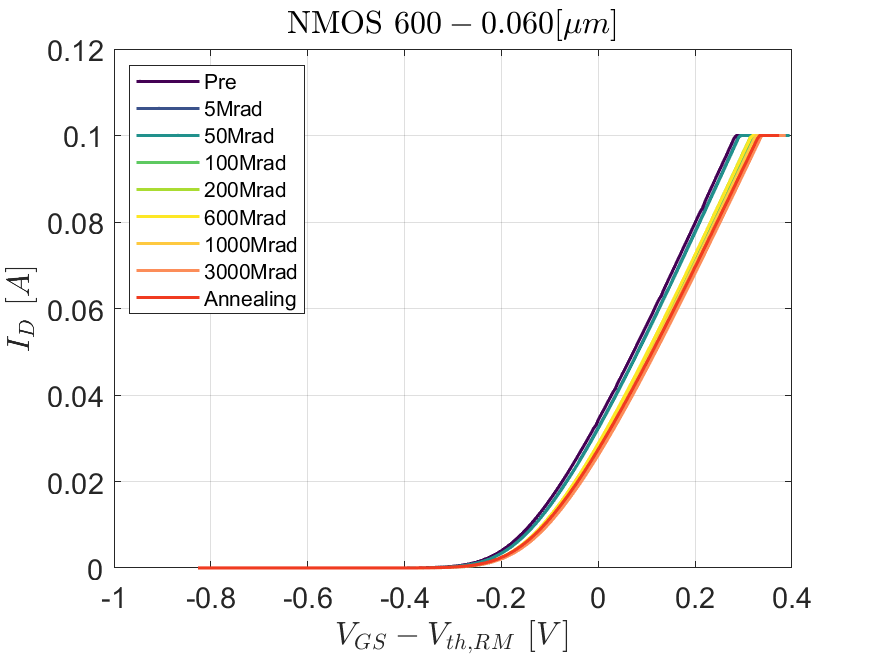 NMOS 600 − 0.060[μm]
0.12
0.1
0.08
0.06
0.04
0.02
0
I_D [A]
Pre
5Mrad
50Mrad
100Mrad
200Mrad
600Mrad
1000Mrad
3000Mrad
Annealing
-1 -0.8 -0.6 -0.4 -0.2 0 0.2 0.4
V_GS − V_th,RM [V]